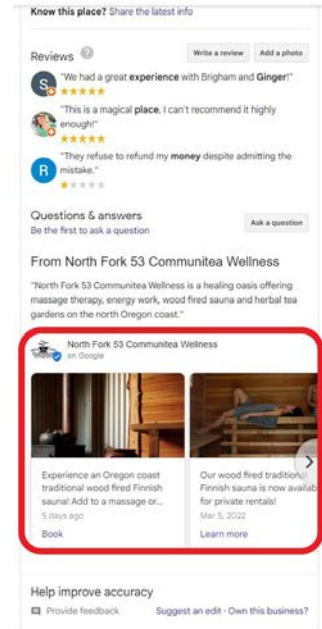 Know this place? Share the latest info
Reviews ?
Write a review
Add a photo
S
"We had a great experience with Brigham and Ginger!"
"This is a magical place, I can't recommend it highly
enough!"
R
"They refuse to refund my money despite admitting the
mistake."
Questions & answers
Be the first to ask a question
Ask a question
From North Fork 53 Communitea Wellness
"North Fork 53 Communitea Wellness is a healing oasis offering
massage therapy, energy work, wood fired sauna and herbal tea
gardens on the north Oregon coast."
North Fork 53 Communitea Wellness
on Google
Experience an Oregon coast
traditional wood fired Finnish
sauna! Add to a massage or...
5 days ago
Book
Our wood fired traditional
Finnish sauna is now availab
for private rentals!
Mar 5, 2022
Learn more
Help improve accuracy
Provide feedback
Suggest an edit · Own this business?